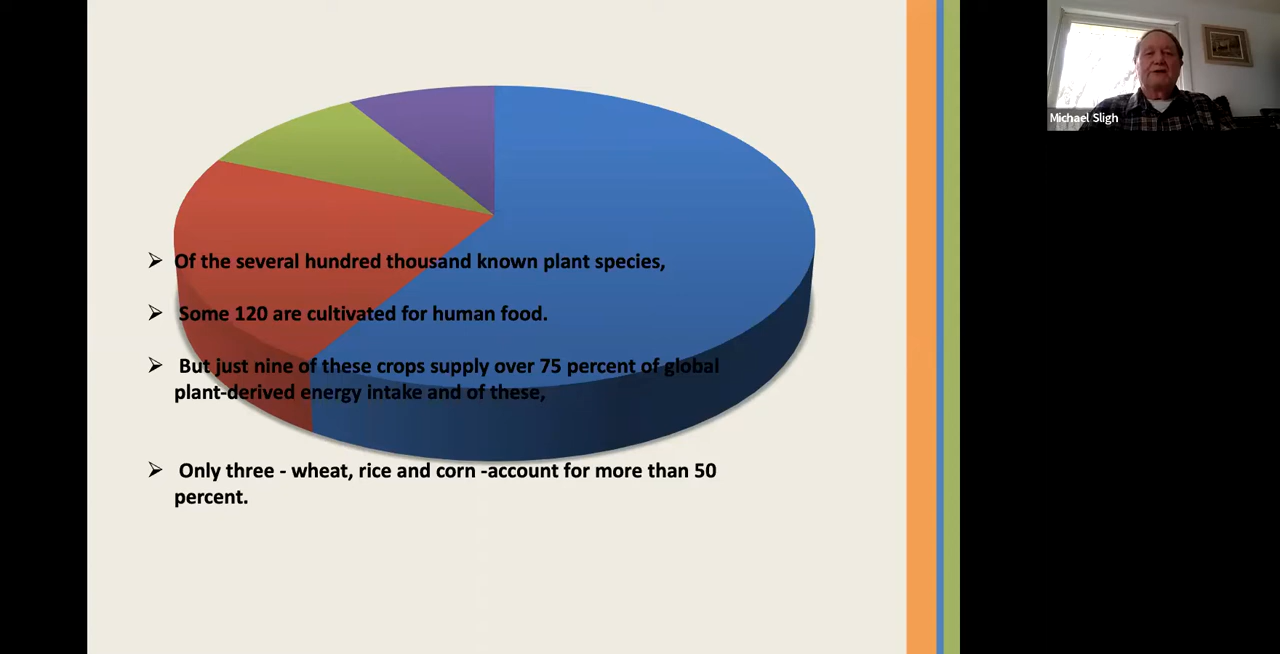 Michael Sligh
Of the several hundred thousand known plant species,
Some 120 are cultivated for human food.
But just nine of these crops supply over 75 percent of global
plant-derived energy intake and of these,
Only three - wheat, rice and corn -account for more than 50
percent.